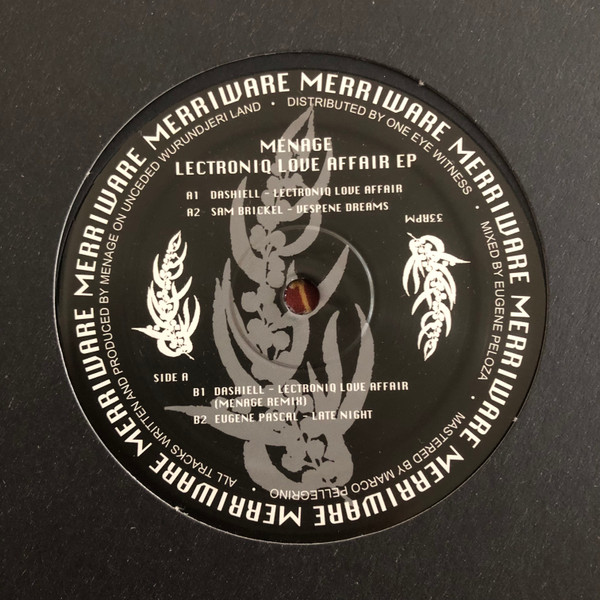 MERRIWARE MERRIWARE MERRIWARE MERRIWARE MERRIWARE MERRIWARE MERRIWARE MERRIWARE
ALL TRACKS WRITTEN AND PRODUCED BY MENAGE ON UNCEDED WURUNDJERI LAND • DISTRIBUTED BY ONE EYE WITNESS • MIXED BY EUGENE PELOZA • MASTERED BY MARCO PELLEGRINO •
MENAGE
LECTRONIQ LOVE AFFAIR EP
A1 DASHIELL - LECTRONIQ LOVE AFFAIR
A2 SAM BRICKEL - VESPENE DREAMS
33RPM
SIDE A
B1 DASHIELL - LECTRONIQ LOVE AFFAIR
(MENAGE REMIX)
B2 EUGENE PASCAL - LATE NIGHT